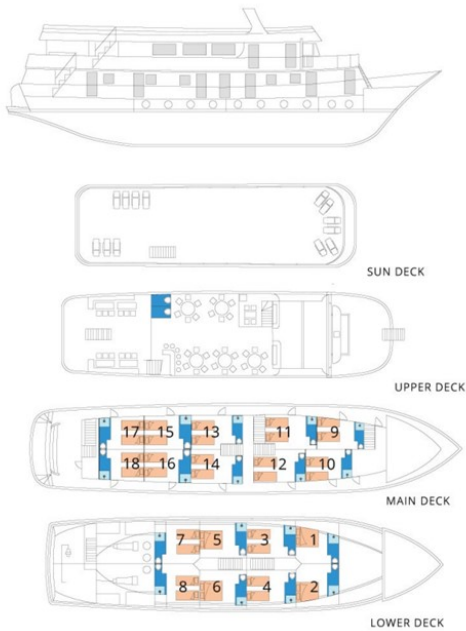 SUN DECK
UPPER DECK
17 15 13 11 9
18 16 14 12 10
MAIN DECK
7 5 3 1
8 6 4 2
LOWER DECK